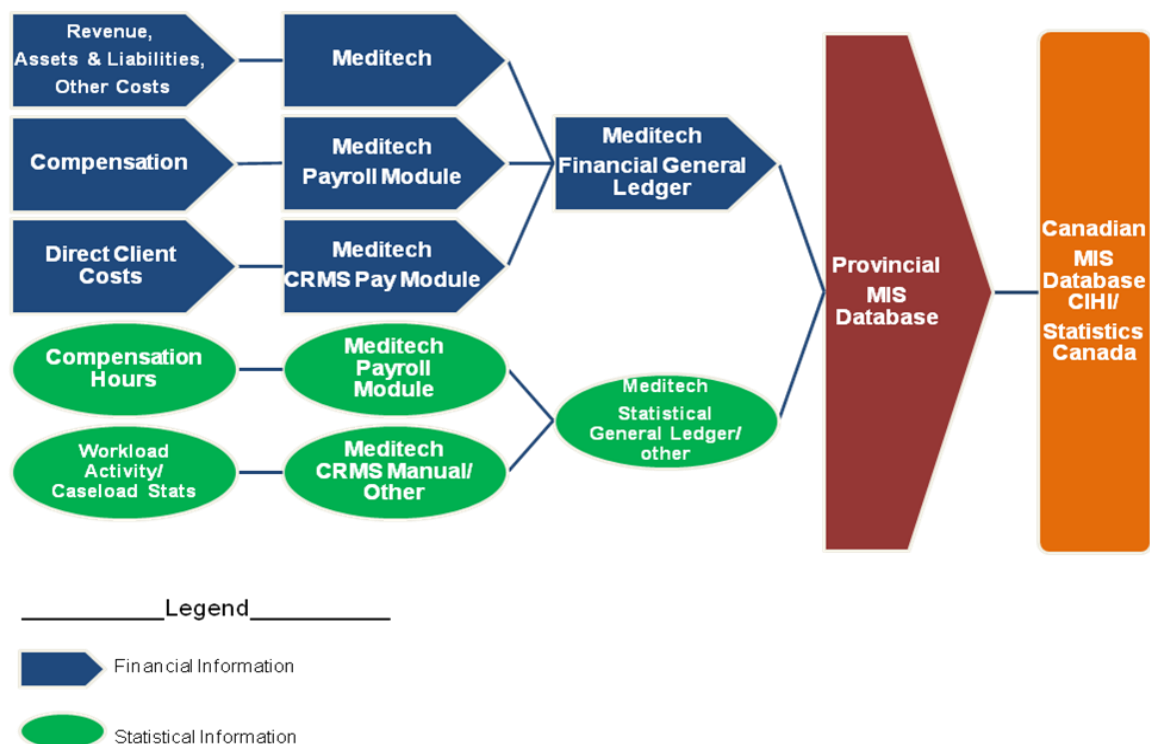 Revenue,
Assets & Liabilities,
Other Costs
Meditech
Compensation
Meditech
Payroll Module
Direct Client
Costs
Meditech
CRMS Pay Module
Meditech
Financial General
Ledger
Compensation
Hours
Meditech
Payroll
Module
Workload
Activity/
Caseload Stats
Meditech
CRMS Manual/
Other
Meditech
Statistical
General Ledger/
other
Provincial
MIS
Database
Canadian
MIS
Database
CIHI/
Statistics
Canada
Legend
Financial Information
Statistical Information